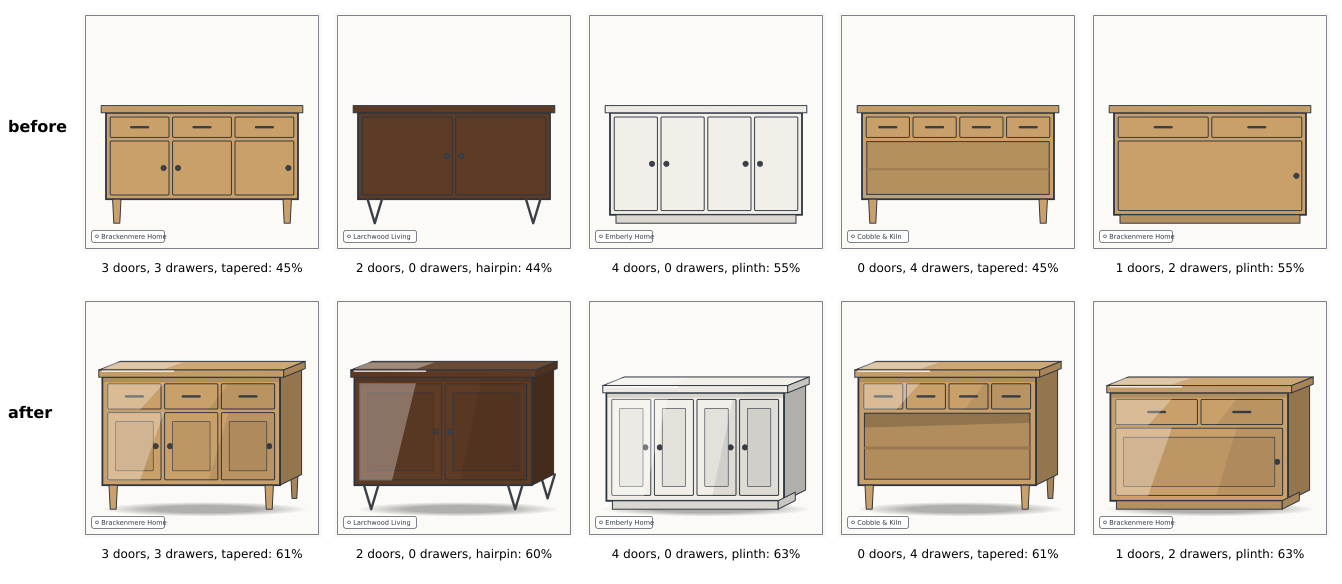 before
Brackenmere Home
Larchwood Living
Emberly Home
Cobble & Kiln
Brackenmere Home
3 doors, 3 drawers, tapered: 45%
2 doors, 0 drawers, hairpin: 44%
4 doors, 0 drawers, plinth: 55%
0 doors, 4 drawers, tapered: 45%
1 doors, 2 drawers, plinth: 55%
after
Brackenmere Home
Larchwood Living
Emberly Home
Cobble & Kiln
Brackenmere Home
3 doors, 3 drawers, tapered: 61%
2 doors, 0 drawers, hairpin: 60%
4 doors, 0 drawers, plinth: 63%
0 doors, 4 drawers, tapered: 61%
1 doors, 2 drawers, plinth: 63%